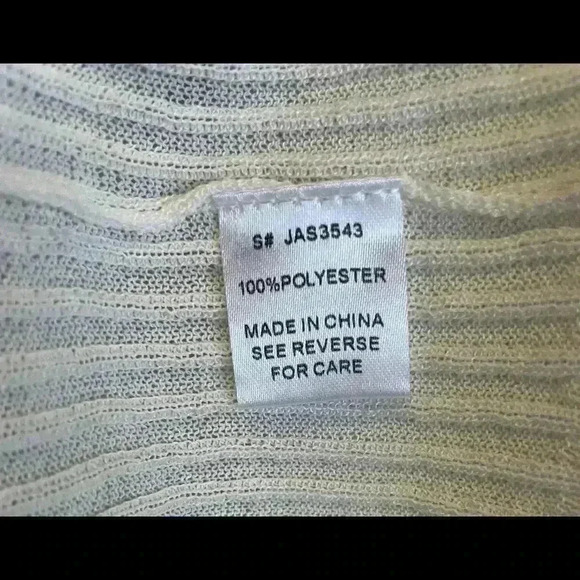 S# JAS3543
100%POLYESTER
MADE IN CHINA
SEE REVERSE
FOR CARE